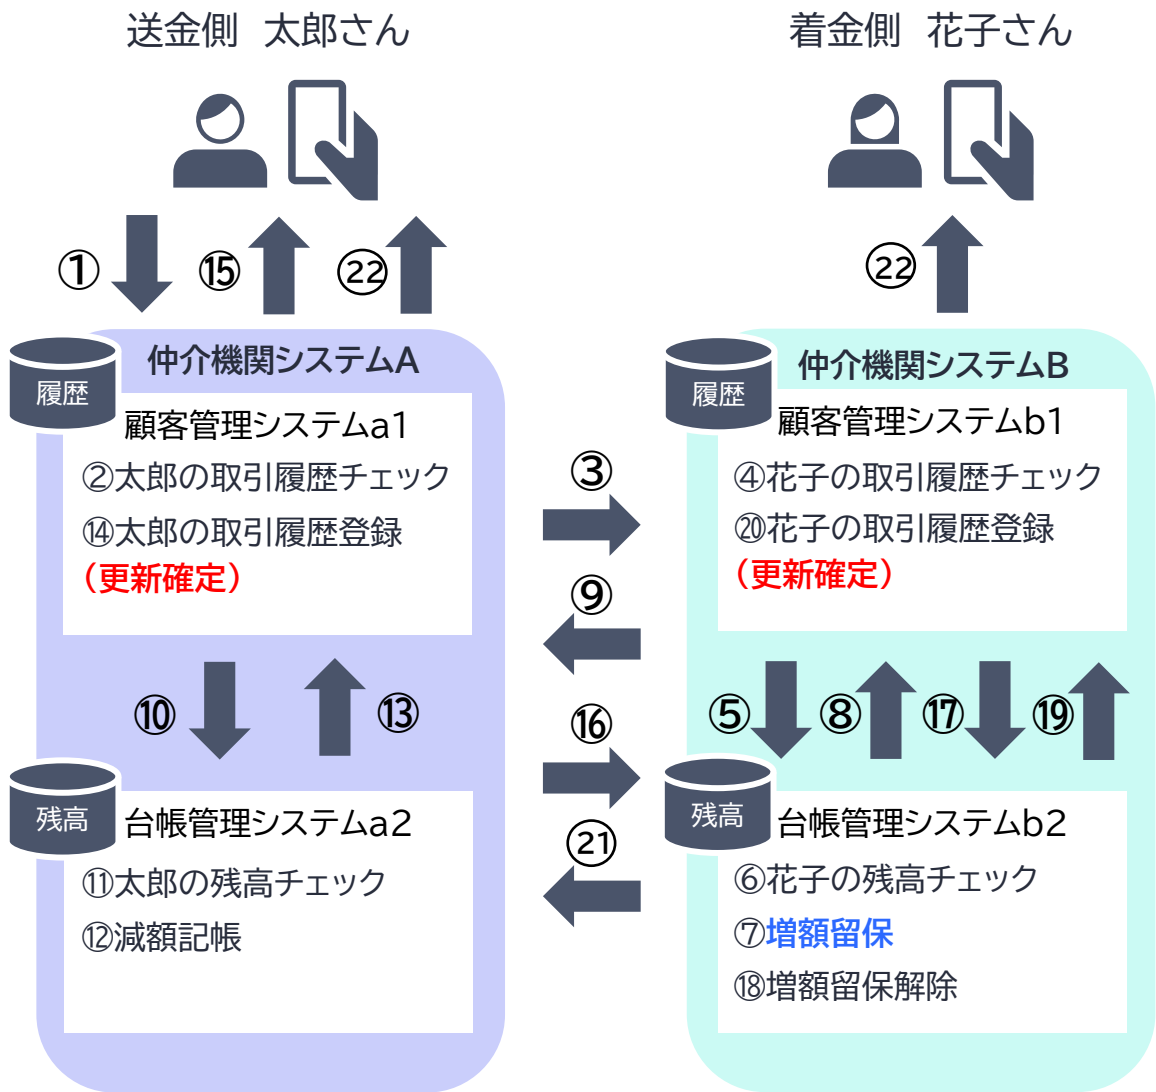 送金側 太郎さん
着金側 花子さん
①
⑮
㉒
㉒
履歴
仲介機関システムA
顧客管理システムa1
②太郎の取引履歴チェック
⑭太郎の取引履歴登録
(更新確定)
③
⑨
履歴
仲介機関システムB
顧客管理システムb1
④花子の取引履歴チェック
⑳花子の取引履歴登録
(更新確定)
⑩
⑬
⑯
㉑
⑤
⑧
⑰
⑲
残高
台帳管理システムa2
⑪太郎の残高チェック
⑫減額記帳
残高
台帳管理システムb2
⑥花子の残高チェック
⑦増額留保
⑱増額留保解除